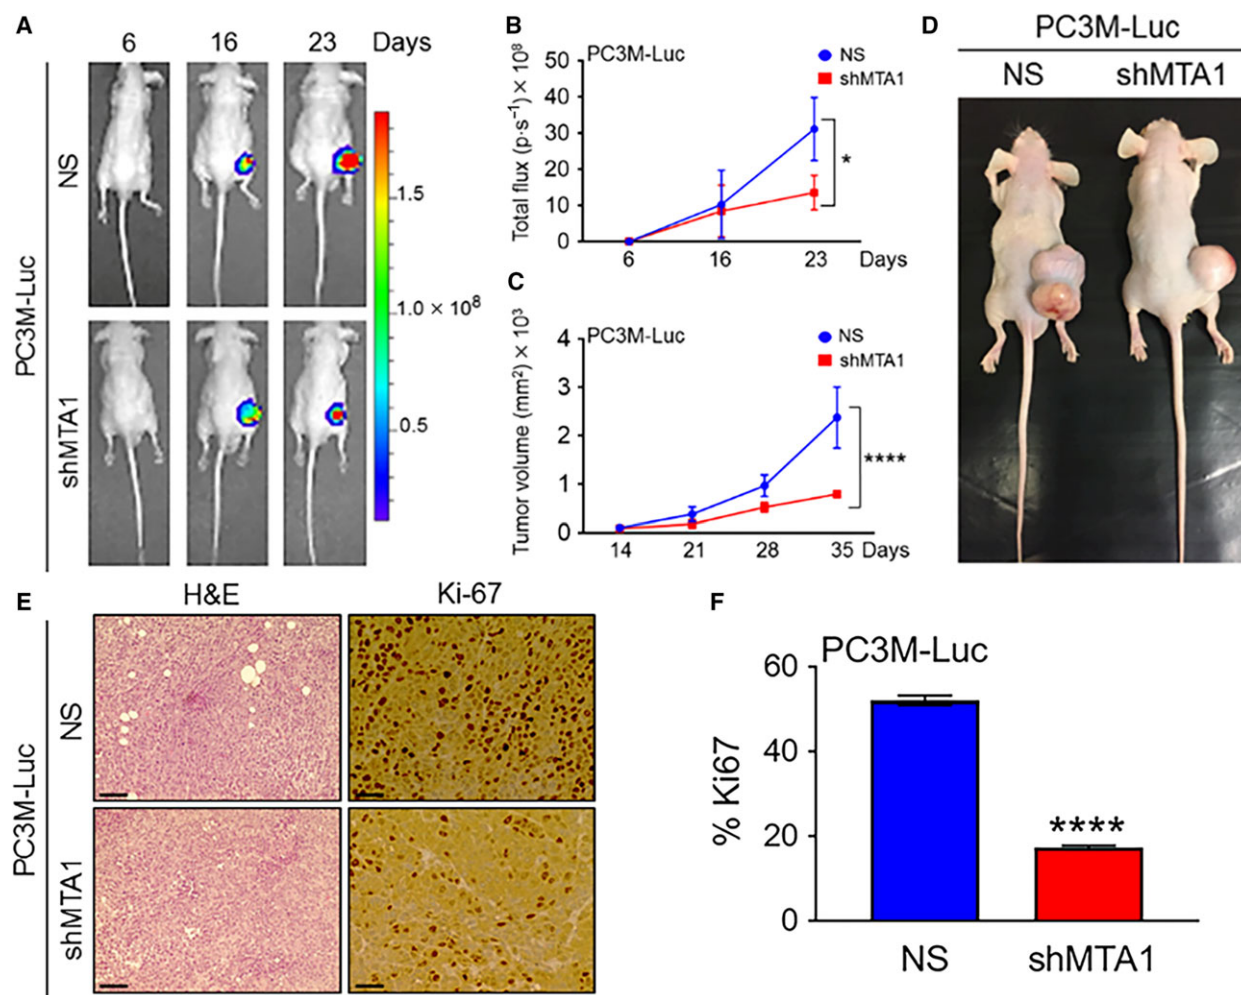 A
6 16 23 Days
NS
shMTA1
PC3M-Luc
1.5
1.0 × 10⁸
0.5
B
PC3M-Luc
NS
shMTA1
Total flux (p·s⁻¹) × 10⁸
50
40
30
20
10
0
*
6 16 23 Days
C
PC3M-Luc
NS
shMTA1
Tumor volume (mm²) × 10³
4
3
2
1
0
****
14 21 28 35 Days
D
PC3M-Luc
NS shMTA1
E
H&E Ki-67
NS
shMTA1
PC3M-Luc
F
PC3M-Luc
% Ki67
60
40
20
0
****
NS shMTA1